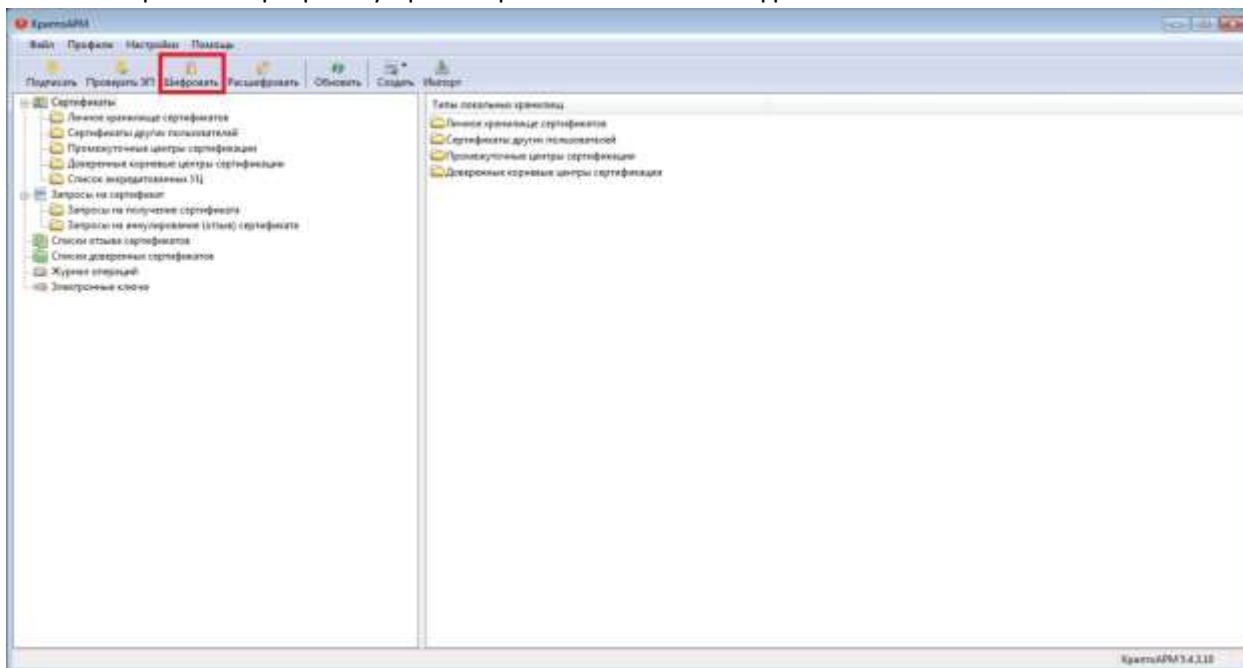 КриптоАРМ
Файл Профили Настройки Помощь
Подписать Проверить ЭП Шифровать Расшифровать Обновить Создать Импорт
Сертификаты
Личное хранилище сертификатов
Сертификаты других пользователей
Промежуточные центры сертификации
Доверенные корневые центры сертификации
Список аккредитованных УЦ
Запросы на сертификат
Запросы на получение сертификата
Запросы на аннулирование (отзыв) сертификата
Списки отзыва сертификатов
Списки доверенных сертификатов
Журнал операций
Электронные ключи
Типы локальных хранилищ
Личное хранилище сертификатов
Сертификаты других пользователей
Промежуточные центры сертификации
Доверенные корневые центры сертификации